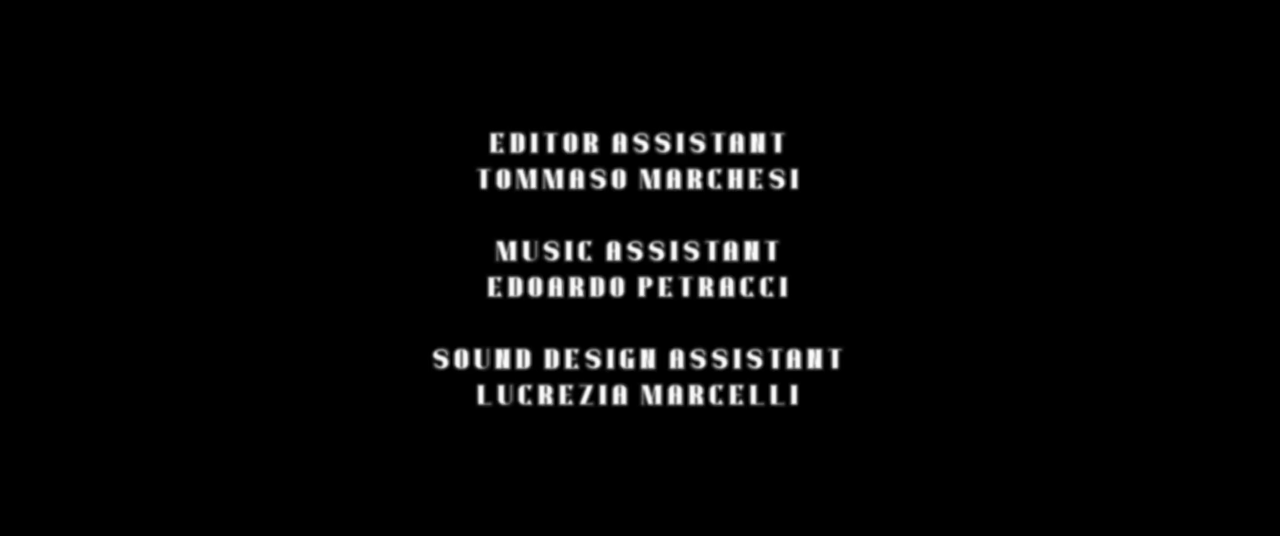 EDITOR ASSISTANT
TOMMASO MARCHESI
MUSIC ASSISTANT
EDOARDO PETRACCI
SOUND DESIGN ASSISTANT
LUCREZIA MARCELLI